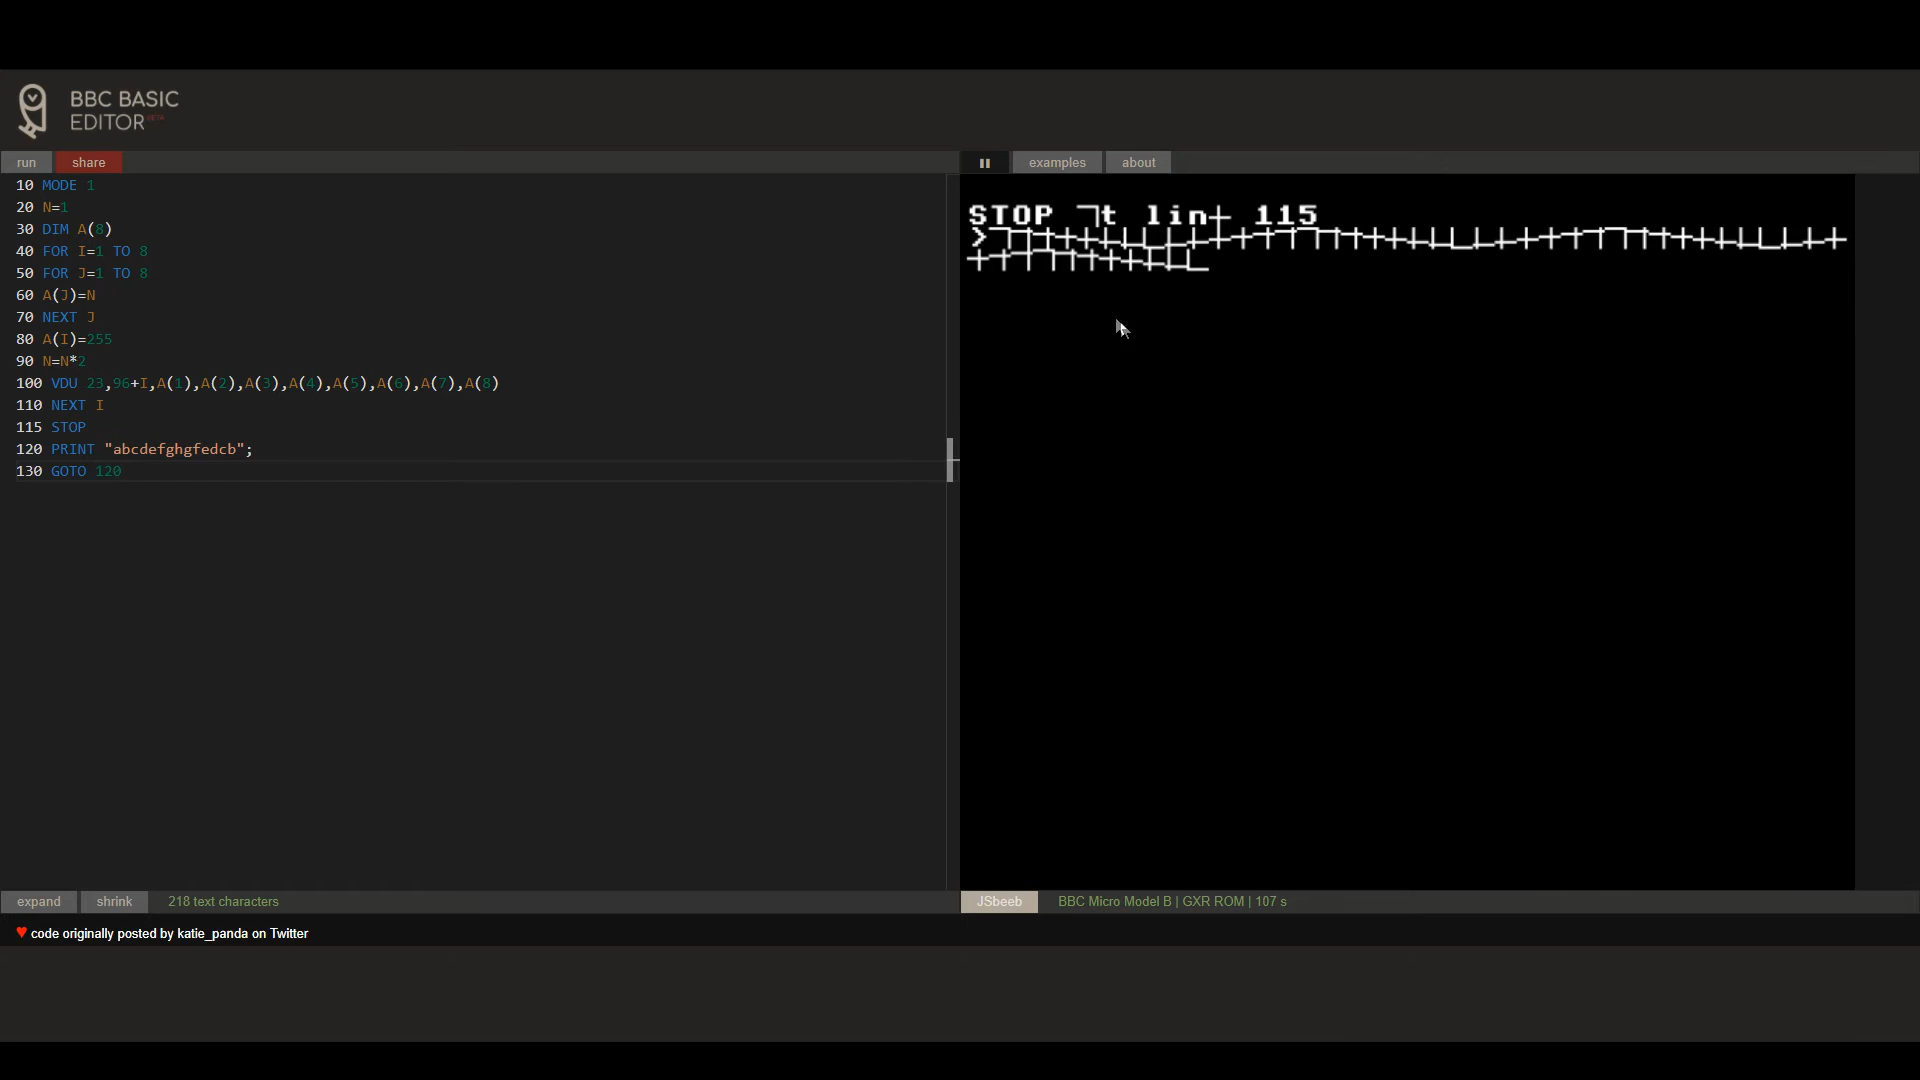 BBC BASIC
EDITOR BETA
run share
examples about
10 MODE 1
20 N=1
30 DIM A(8)
40 FOR I=1 TO 8
50 FOR J=1 TO 8
60 A(J)=N
70 NEXT J
80 A(I)=255
90 N=N*2
100 VDU 23,96+I,A(1),A(2),A(3),A(4),A(5),A(6),A(7),A(8)
110 NEXT I
115 STOP
120 PRINT "abcdefghgfedcb";
130 GOTO 120
STOP t lin 115
>
expand shrink 218 text characters
JSbeeb BBC Micro Model B | GXR ROM | 107 s
♥ code originally posted by katie_panda on Twitter